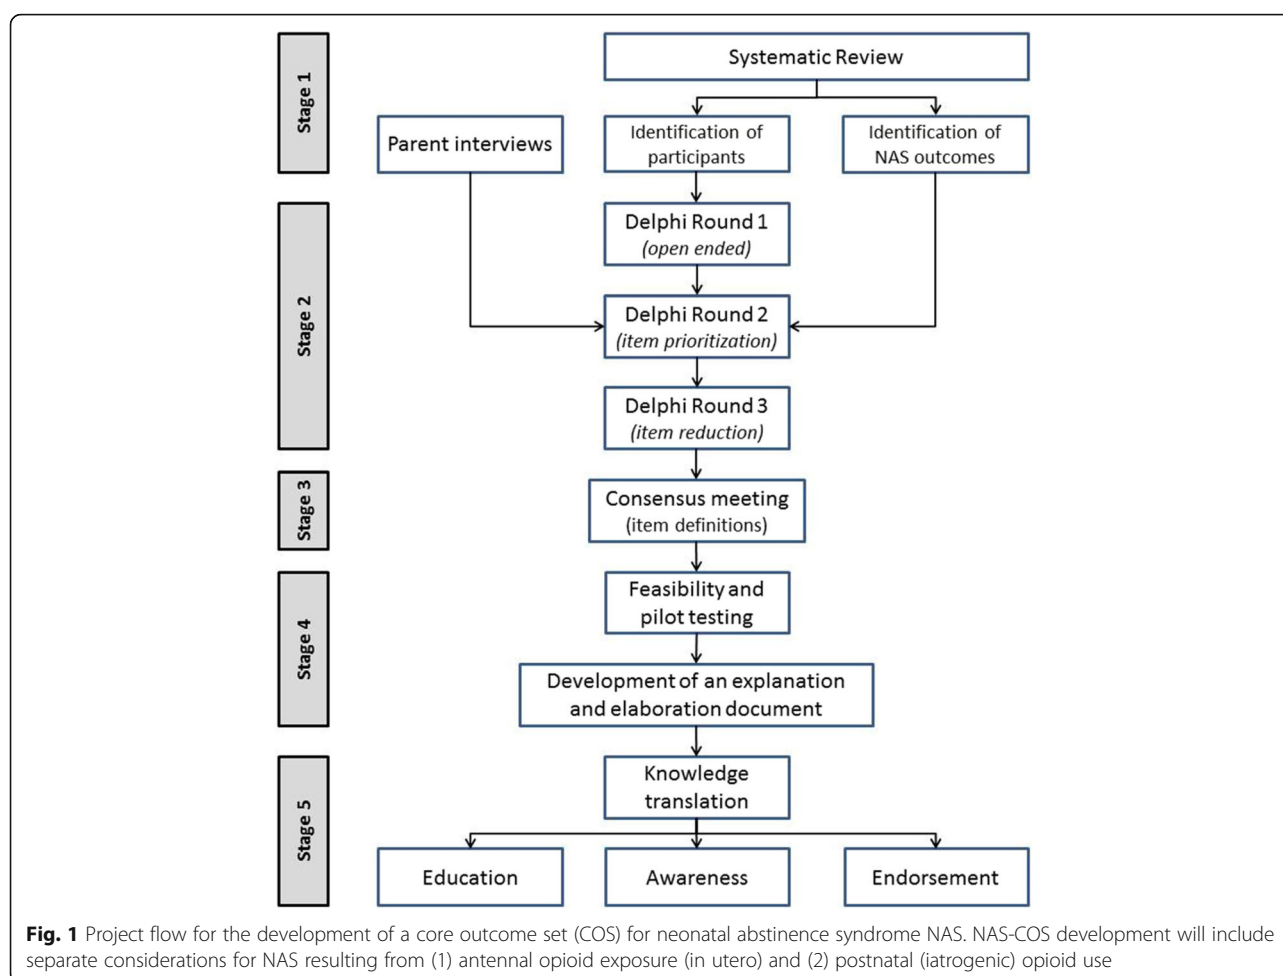 Stage 1
Systematic Review
Parent interviews
Identification of
participants
Identification of
NAS outcomes
Stage 2
Delphi Round 1
(open ended)
Delphi Round 2
(item prioritization)
Delphi Round 3
(item reduction)
Stage 3
Consensus meeting
(item definitions)
Stage 4
Feasibility and
pilot testing
Development of an explanation
and elaboration document
Stage 5
Knowledge
translation
Education
Awareness
Endorsement
Fig. 1 Project flow for the development of a core outcome set (COS) for neonatal abstinence syndrome NAS. NAS-COS development will include
separate considerations for NAS resulting from (1) antennal opioid exposure (in utero) and (2) postnatal (iatrogenic) opioid use